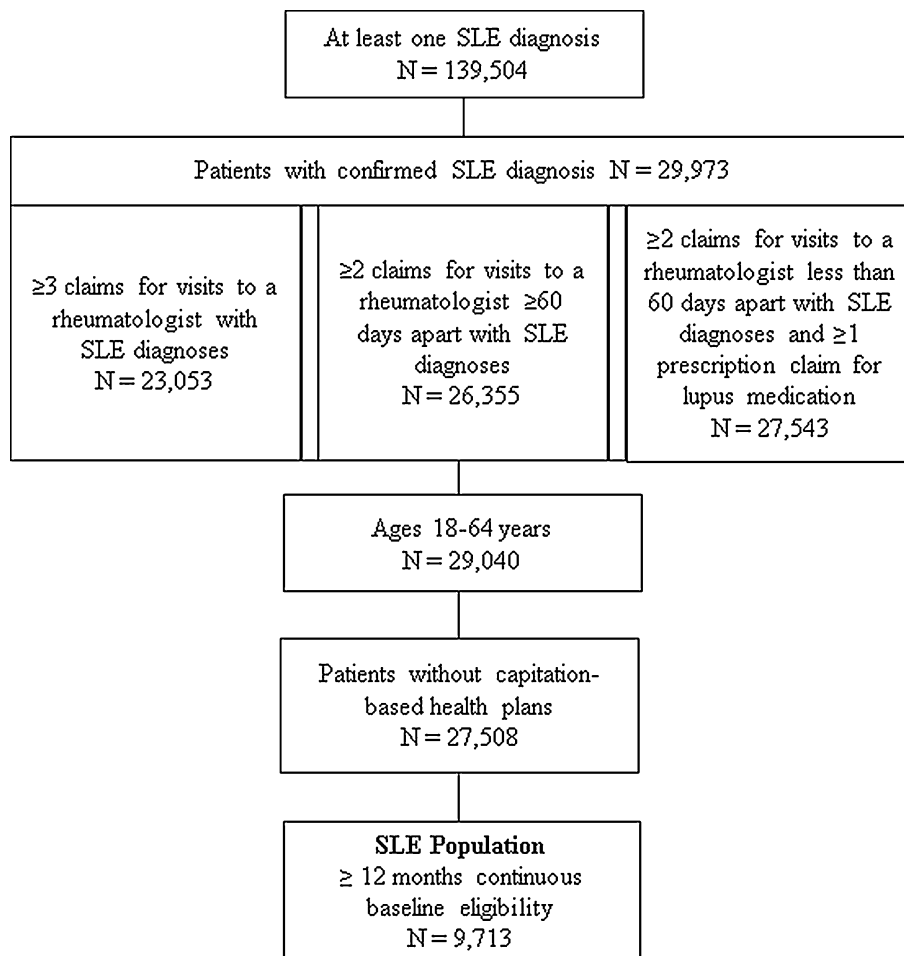 At least one SLE diagnosis
N = 139,504
Patients with confirmed SLE diagnosis N = 29,973
≥3 claims for visits to a
rheumatologist with
SLE diagnoses
N = 23,053
≥2 claims for visits to a
rheumatologist ≥60
days apart with SLE
diagnoses
N = 26,355
≥2 claims for visits to a
rheumatologist less than
60 days apart with SLE
diagnoses and ≥1
prescription claim for
lupus medication
N = 27,543
Ages 18-64 years
N = 29,040
Patients without capitation-
based health plans
N = 27,508
SLE Population
≥ 12 months continuous
baseline eligibility
N = 9,713